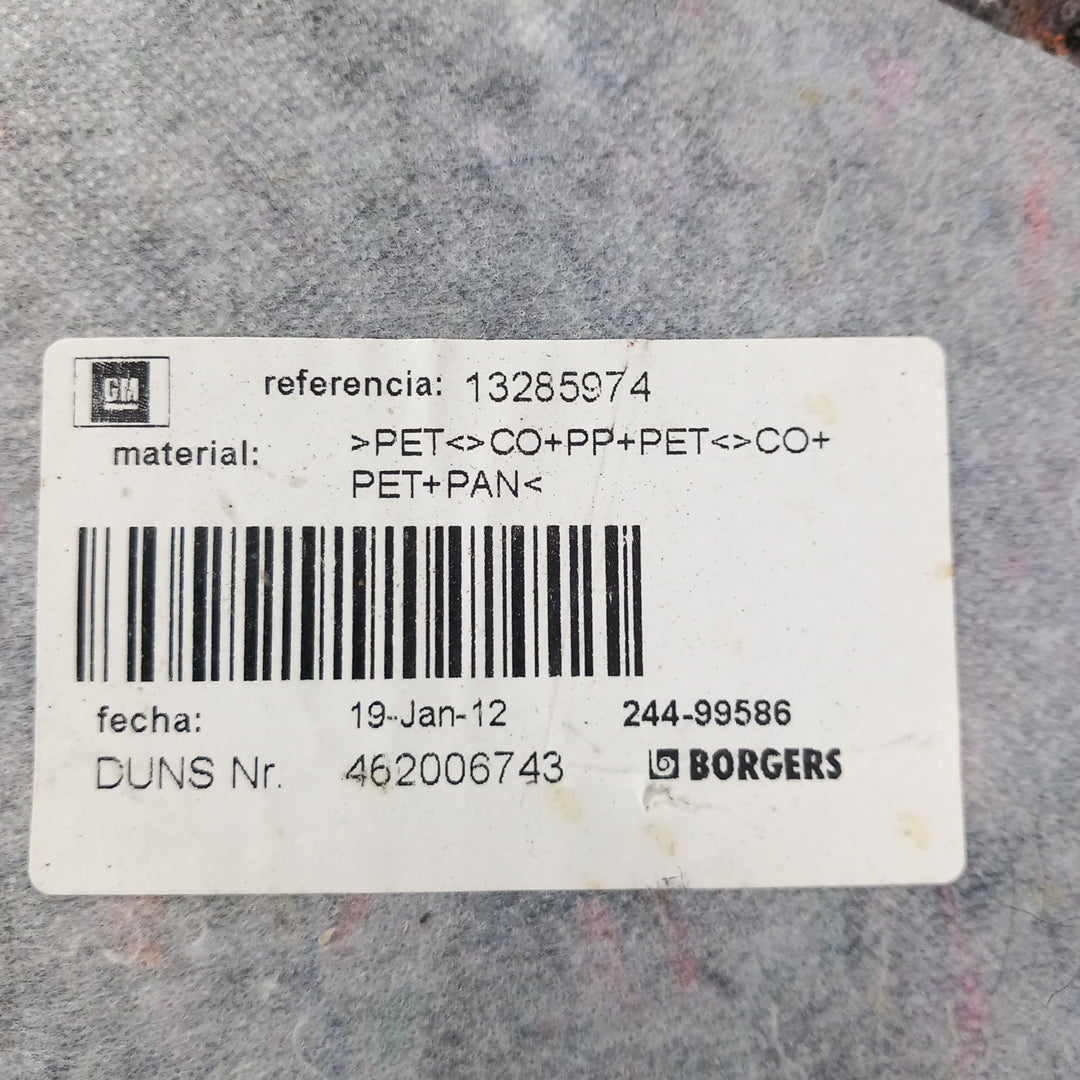 GM
referencia: 13285974
material: >PET<>CO+PP+PET<>CO+
PET+PAN<
fecha: 19-Jan-12 244-99586
DUNS Nr. 462006743 BORGERS